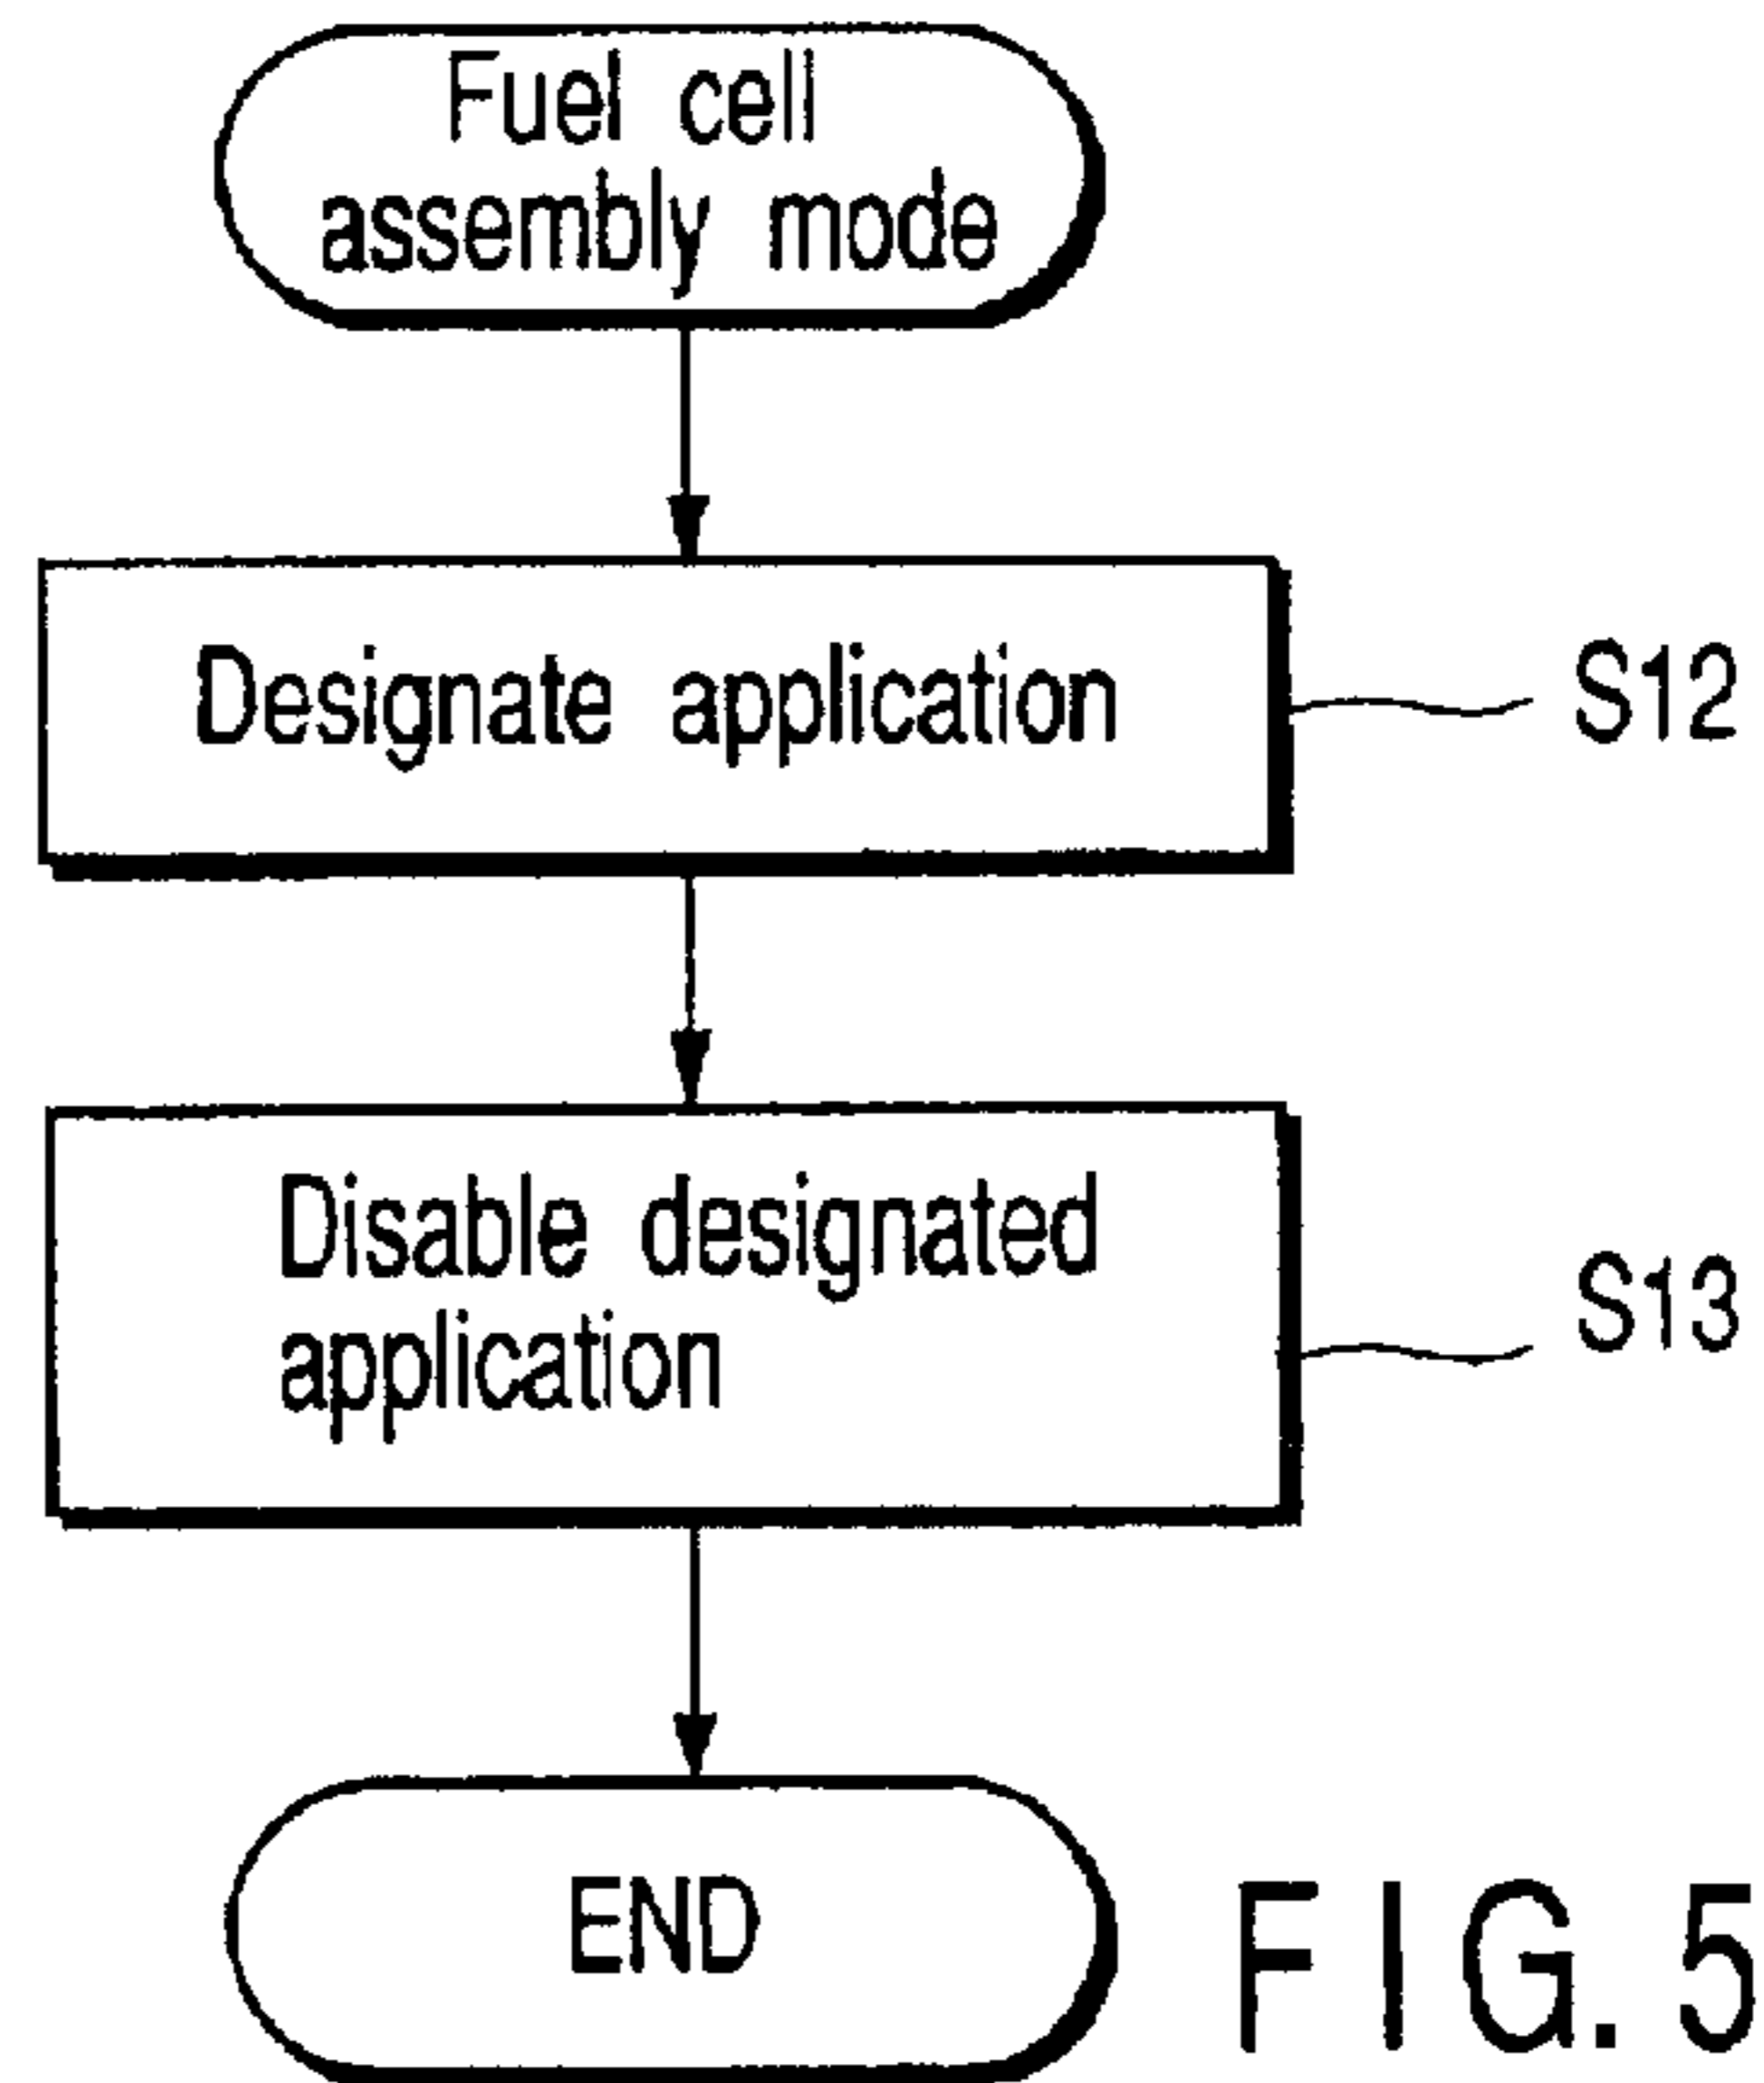 Fuel cell
assembly mode
Designate application
S12
Disable designated
application
S13
END
FIG. 5